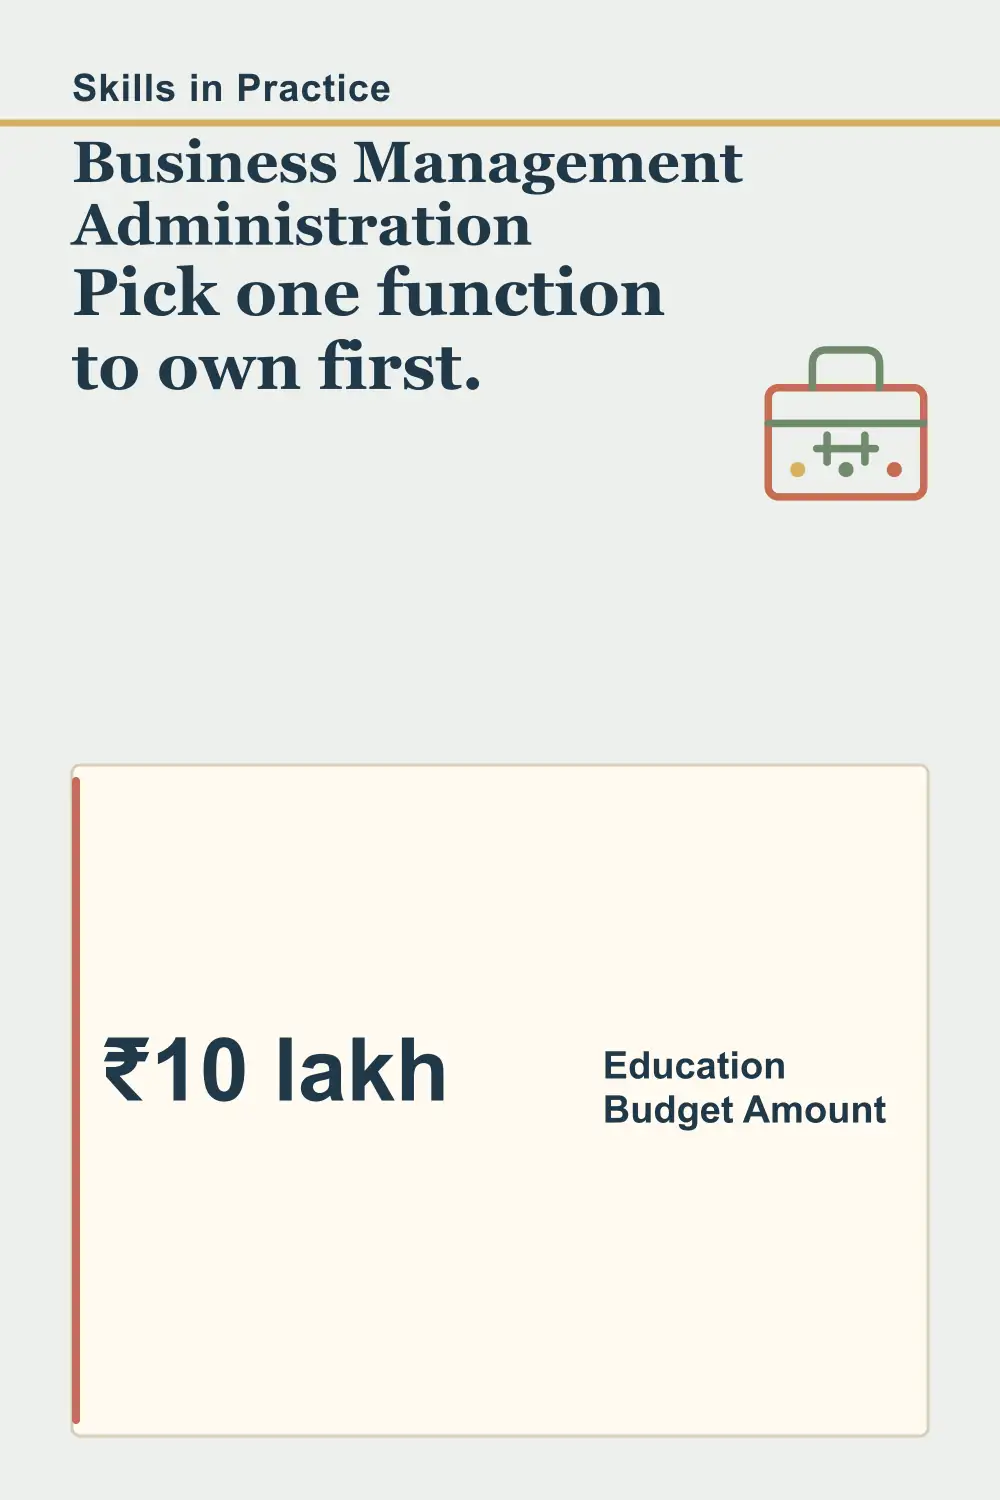 Skills in Practice
Business Management
Administration
Pick one function
to own first.
₹10 lakh
Education
Budget Amount